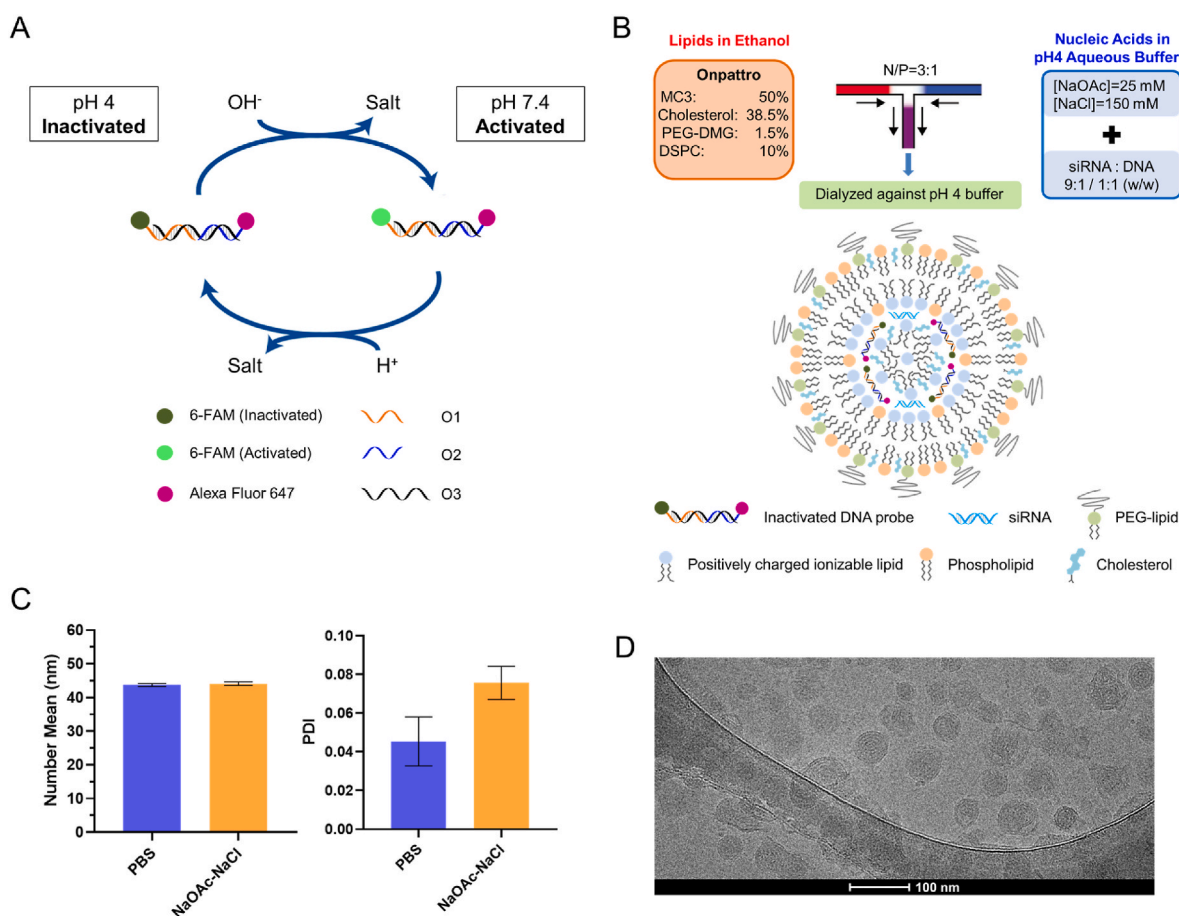 A
pH 4
Inactivated
OH-
Salt
pH 7.4
Activated
Salt
H+
6-FAM (Inactivated)
O1
6-FAM (Activated)
O2
Alexa Fluor 647
O3
B
Lipids in Ethanol
Onpattro
MC3: 50%
Cholesterol: 38.5%
PEG-DMG: 1.5%
DSPC: 10%
N/P=3:1
Nucleic Acids in
pH4 Aqueous Buffer
[NaOAc]=25 mM
[NaCl]=150 mM
+
siRNA : DNA
9:1 / 1:1 (w/w)
Dialyzed against pH 4 buffer
Inactivated DNA probe
siRNA
PEG-lipid
Positively charged ionizable lipid
Phospholipid
Cholesterol
C
Number Mean (nm)
60
50
40
30
20
10
0
PBS
NaOAc-NaCl
PDI
0.10
0.08
0.06
0.04
0.02
0.00
PBS
NaOAc-NaCl
D
100 nm